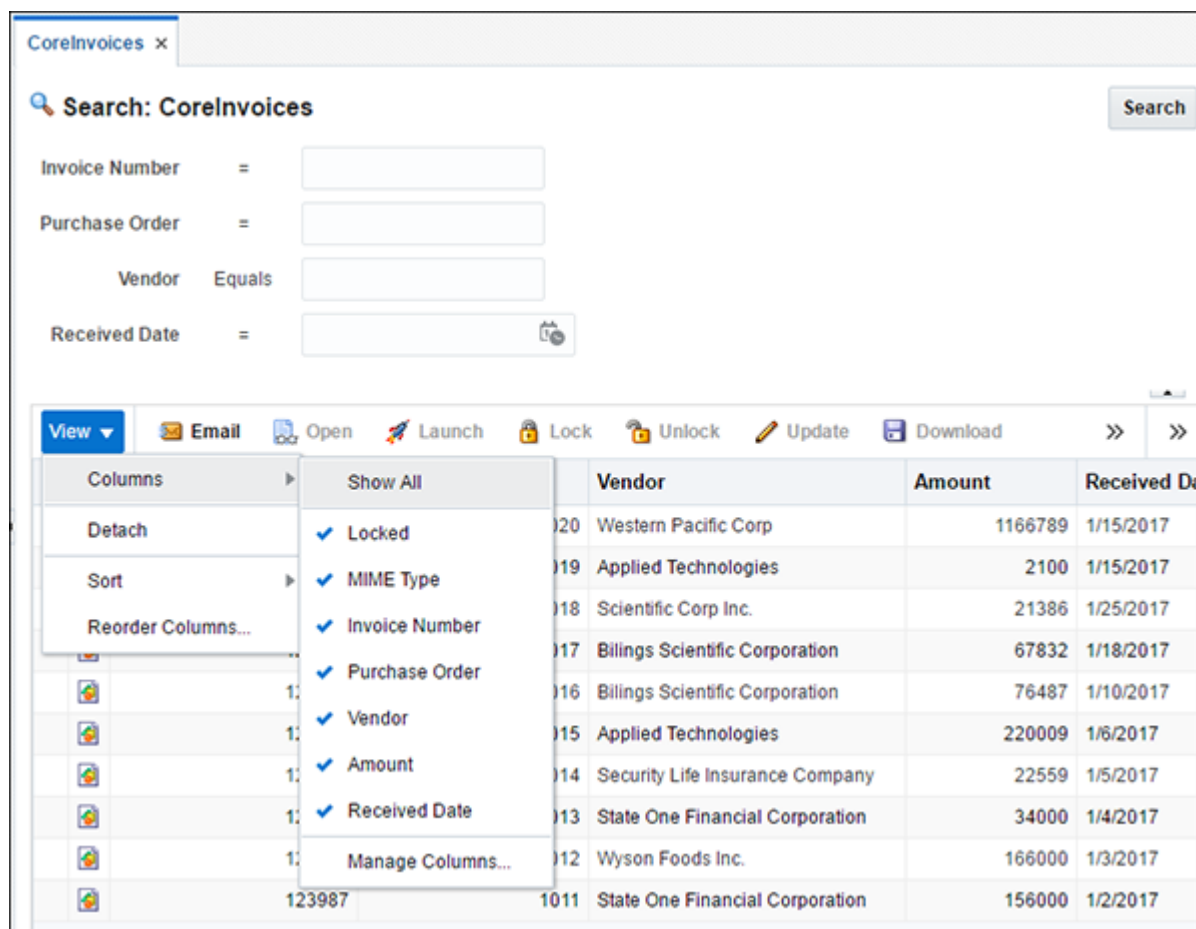 CoreInvoices ×
Search: CoreInvoices
Search
Invoice Number =
Purchase Order =
Vendor Equals
Received Date =
View Email Open Launch Lock Unlock Update Download » »
Columns
Detach
Sort
Reorder Columns...
Show All
Locked
MIME Type
Invoice Number
Purchase Order
Vendor
Amount
Received Date
Manage Columns...
Vendor Amount Received Da
020 Western Pacific Corp 1166789 1/15/2017
019 Applied Technologies 2100 1/15/2017
018 Scientific Corp Inc. 21386 1/25/2017
017 Bilings Scientific Corporation 67832 1/18/2017
016 Bilings Scientific Corporation 76487 1/10/2017
015 Applied Technologies 220009 1/6/2017
014 Security Life Insurance Company 22559 1/5/2017
013 State One Financial Corporation 34000 1/4/2017
012 Wyson Foods Inc. 166000 1/3/2017
123987 1011 State One Financial Corporation 156000 1/2/2017